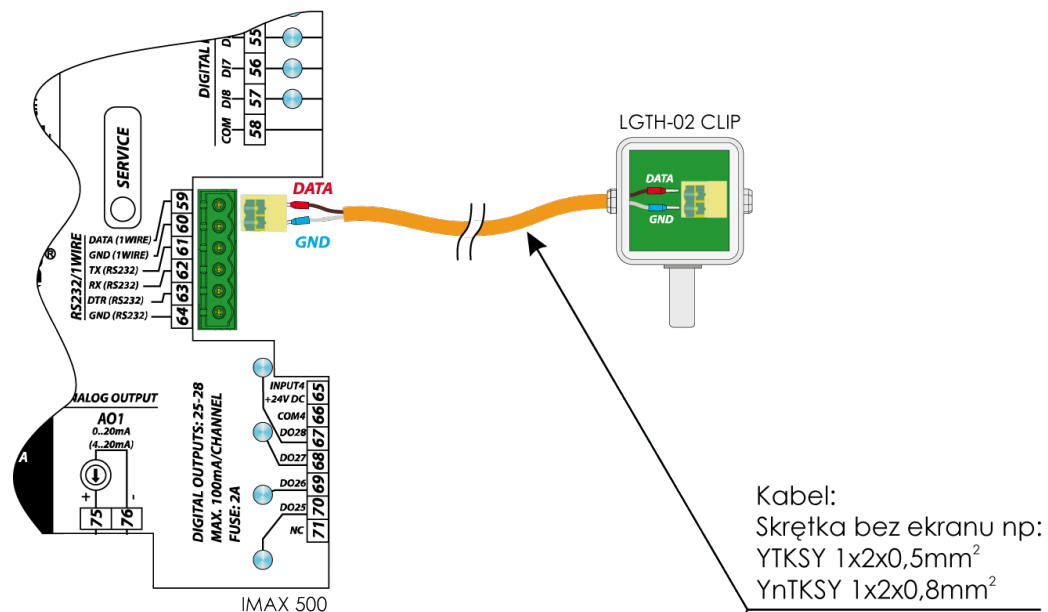 DIGITAL
55
DI7 56
DI8 57
COM 58
SERVICE
®
RS232/1WIRE
DATA (1WIRE) 59
GND (1WIRE) 60
TX (RS232) 61
RX (RS232) 62
DTR (RS232) 63
GND (RS232) 64
DATA
GND
LGTH-02 CLIP
DATA
GND
ANALOG OUTPUT
AO1
0..20mA
(4..20mA)
A
+ -
75 76
DIGITAL OUTPUTS: 25-28
MAX. 100mA/CHANNEL
FUSE: 2A
INPUT4
+24V DC 65
COM4 66
DO28 67
DO27 68
DO26 69
DO25 70
NC 71
IMAX 500
Kabel:
Skrętka bez ekranu np:
YTKSY 1x2x0,5mm²
YnTKSY 1x2x0,8mm²